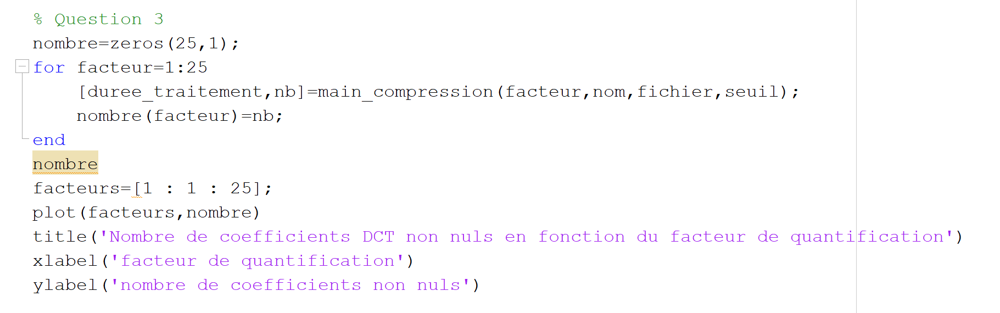 % Question 3
nombre=zeros(25,1);
for facteur=1:25
    [duree_traitement,nb]=main_compression(facteur,nom,fichier,seuil);
    nombre(facteur)=nb;
end
nombre
facteurs=[1 : 1 : 25];
plot(facteurs,nombre)
title('Nombre de coefficients DCT non nuls en fonction du facteur de quantification')
xlabel('facteur de quantification')
ylabel('nombre de coefficients non nuls')